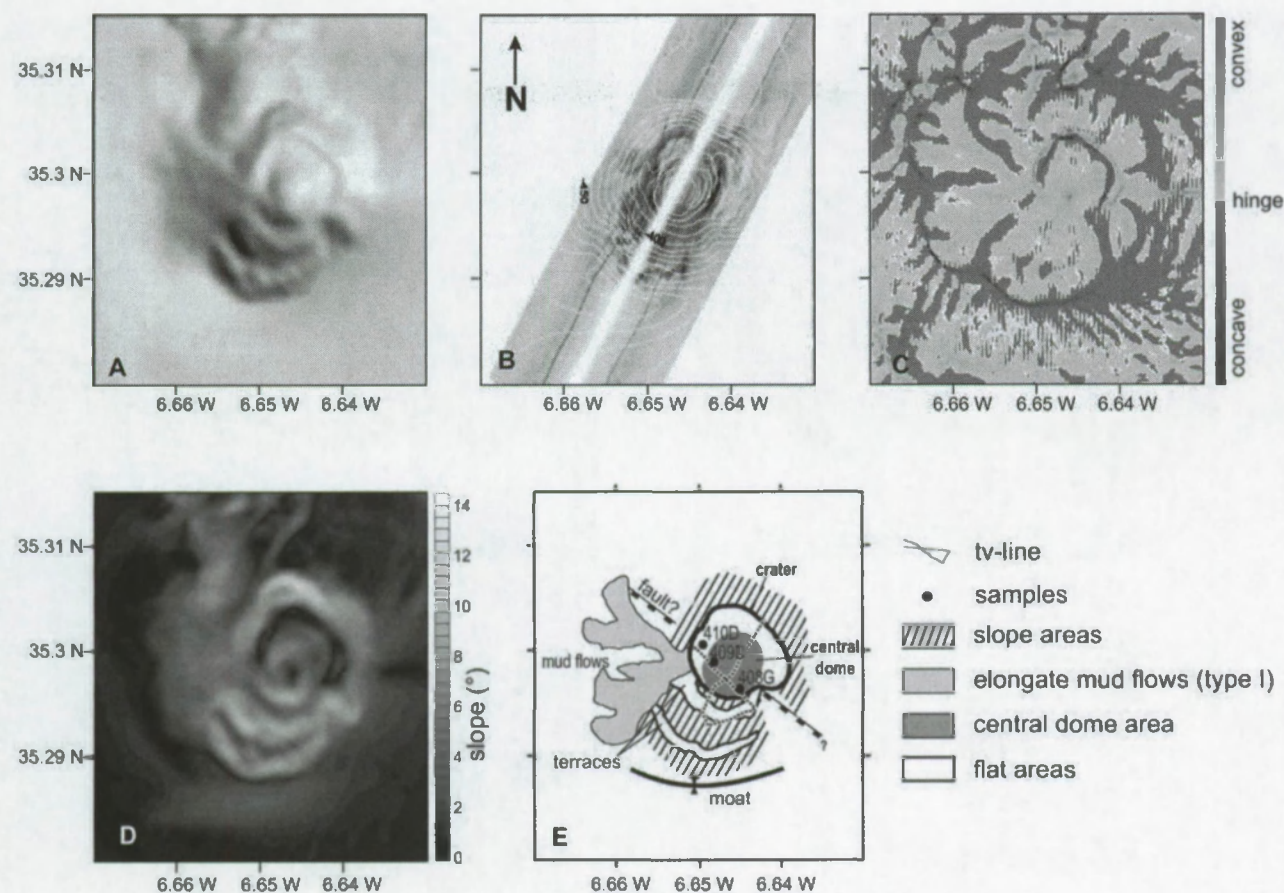 35.31 N
35.3 N
35.29 N
A
6.66 W 6.65 W 6.64 W
N
B
6.66 W 6.65 W 6.64 W
C
6.66 W 6.65 W 6.64 W
convex
hinge
concave
35.31 N
35.3 N
35.29 N
D
6.66 W 6.65 W 6.64 W
14
12
10
8
6
4
2
0
slope (°)
crater
fault?
410D
central
dome
mud flows
terraces
?
moat
E
6.66 W 6.65 W 6.64 W
tv-line
samples
slope areas
elongate mud flows (type I)
central dome area
flat areas